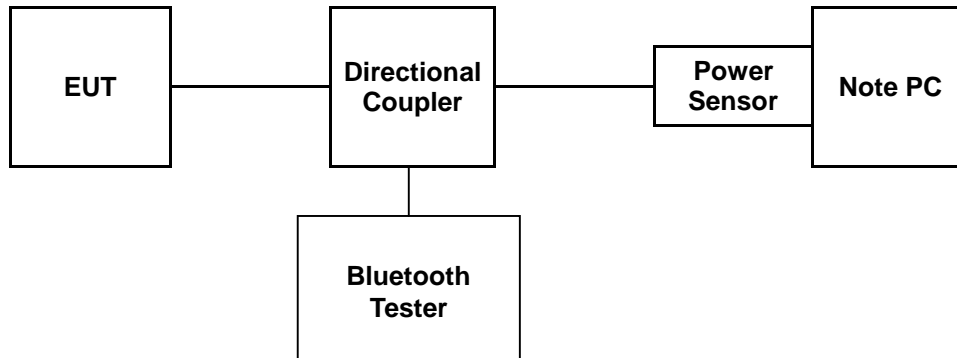 EUT
Directional
Coupler
Power
Sensor
Note PC
Bluetooth
Tester